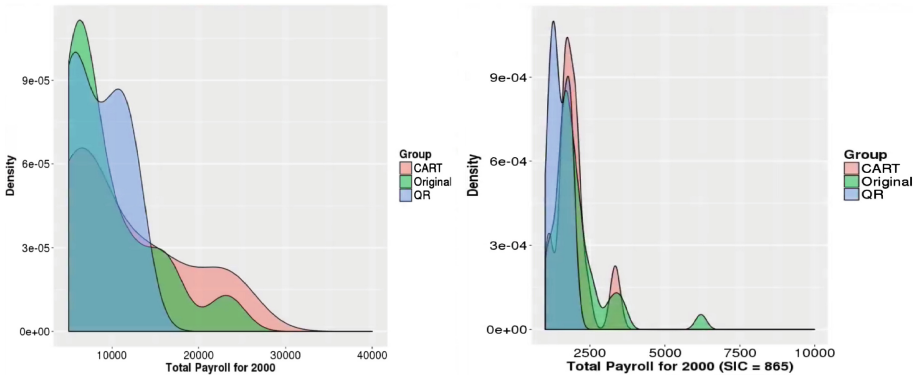 Density
9e-05
6e-05
3e-05
0e+00
10000 20000 30000 40000
Total Payroll for 2000
Group
CART
Original
QR
Density
9e-04
6e-04
3e-04
0e+00
2500 5000 7500 10000
Total Payroll for 2000 (SIC = 865)
Group
CART
Original
QR